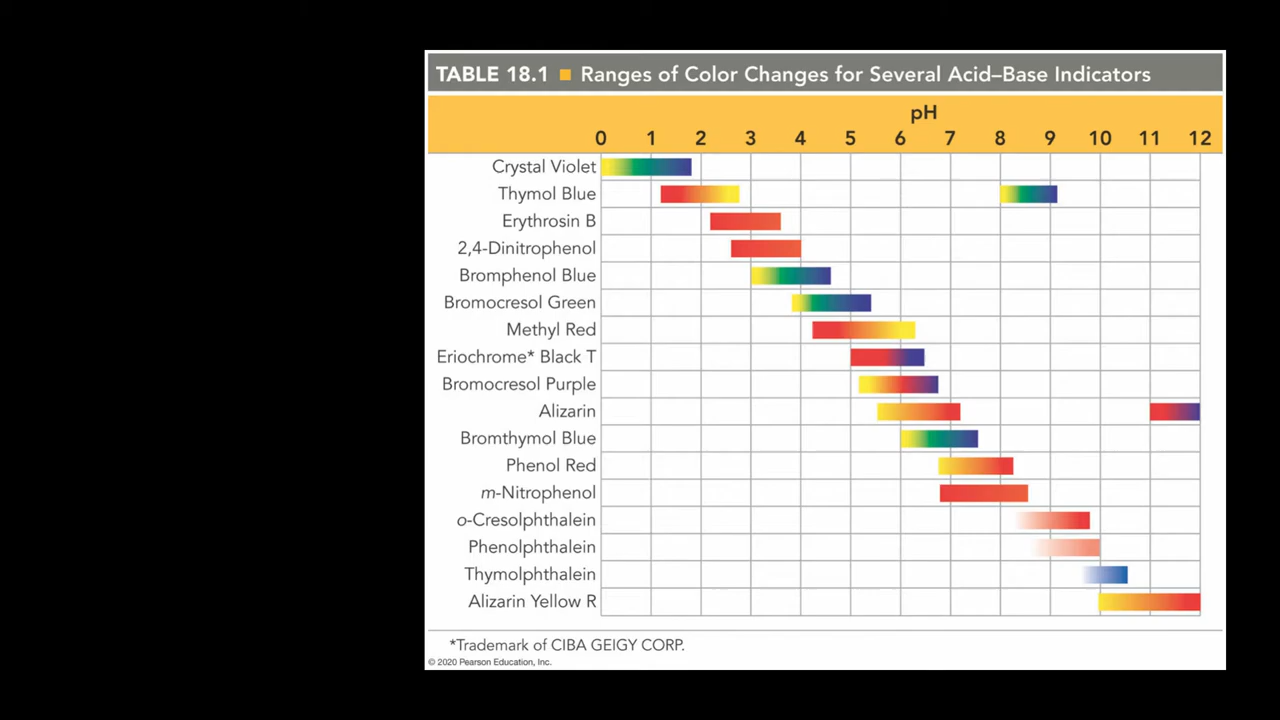 TABLE 18.1 ■ Ranges of Color Changes for Several Acid–Base Indicators
pH
0 1 2 3 4 5 6 7 8 9 10 11 12
Crystal Violet
Thymol Blue
Erythrosin B
2,4-Dinitrophenol
Bromphenol Blue
Bromocresol Green
Methyl Red
Eriochrome* Black T
Bromocresol Purple
Alizarin
Bromthymol Blue
Phenol Red
m-Nitrophenol
o-Cresolphthalein
Phenolphthalein
Thymolphthalein
Alizarin Yellow R
*Trademark of CIBA GEIGY CORP.
© 2020 Pearson Education, Inc.